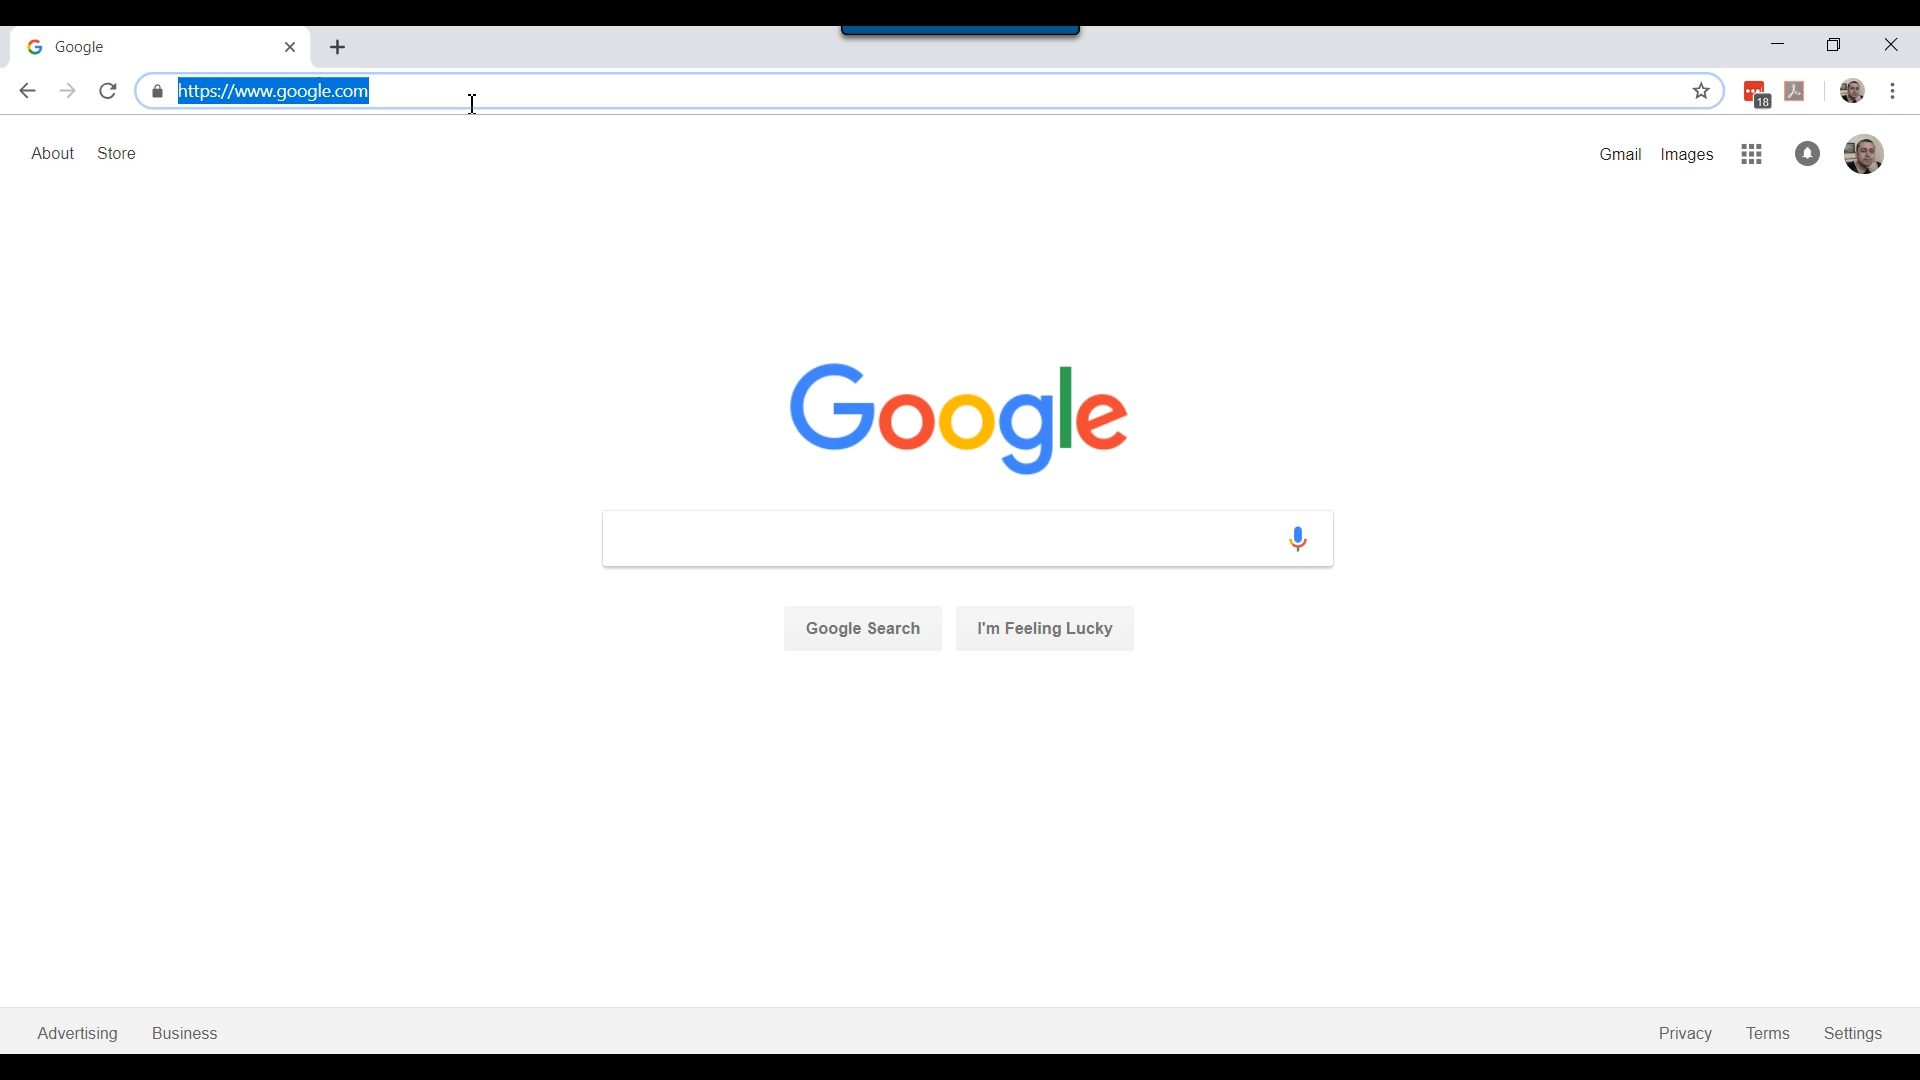 Google
https://www.google.com
18
About Store
Gmail Images
Google
Google Search I'm Feeling Lucky
Advertising Business
Privacy Terms Settings